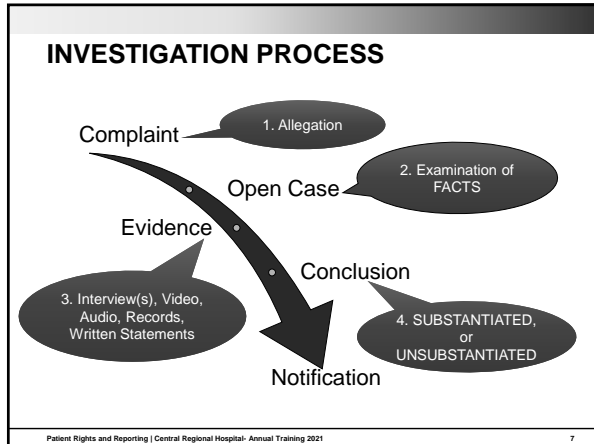 INVESTIGATION PROCESS
Complaint
1. Allegation
Open Case
2. Examination of
FACTS
Evidence
3. Interview(s), Video,
Audio, Records,
Written Statements
Conclusion
4. SUBSTANTIATED,
or
UNSUBSTANTIATED
Notification
Patient Rights and Reporting | Central Regional Hospital- Annual Training 2021
7